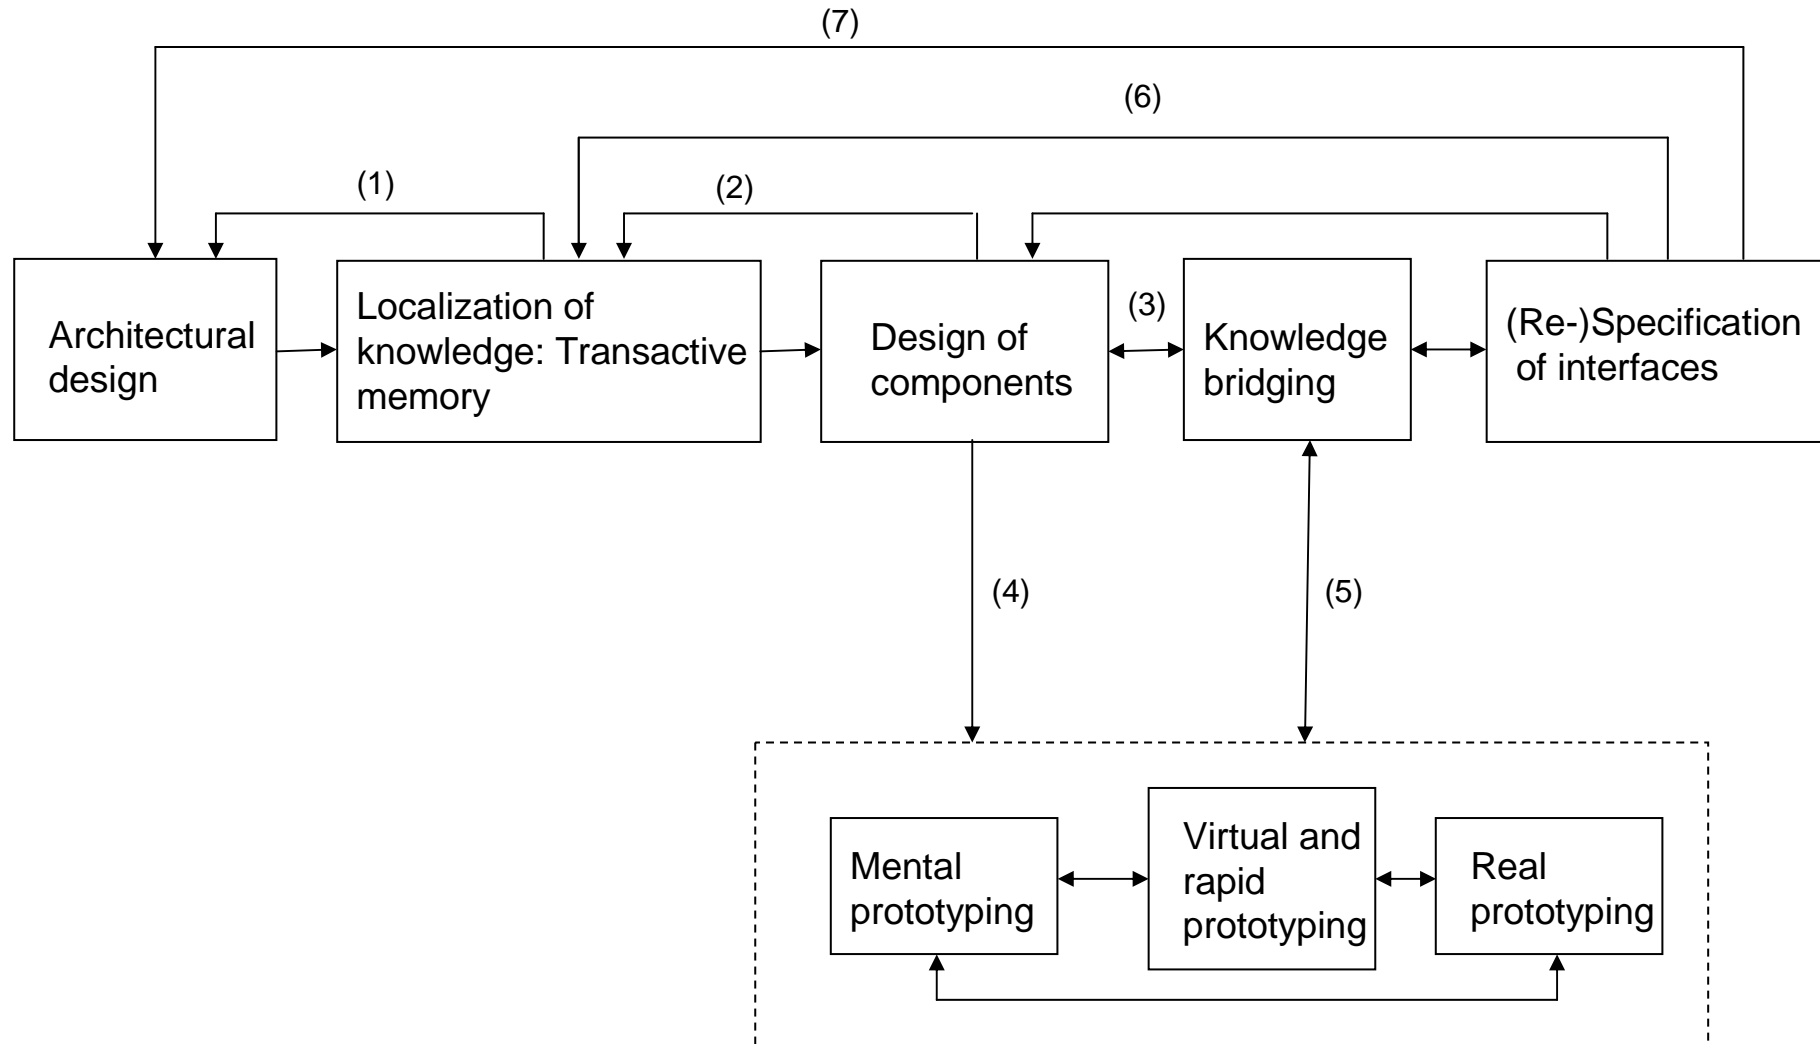 (7)
(6)
(1)
(2)
Architectural
design
Localization of
knowledge: Transactive
memory
Design of
components
(3)
Knowledge
bridging
(Re-)Specification
of interfaces
(4)
(5)
Mental
prototyping
Virtual and
rapid
prototyping
Real
prototyping